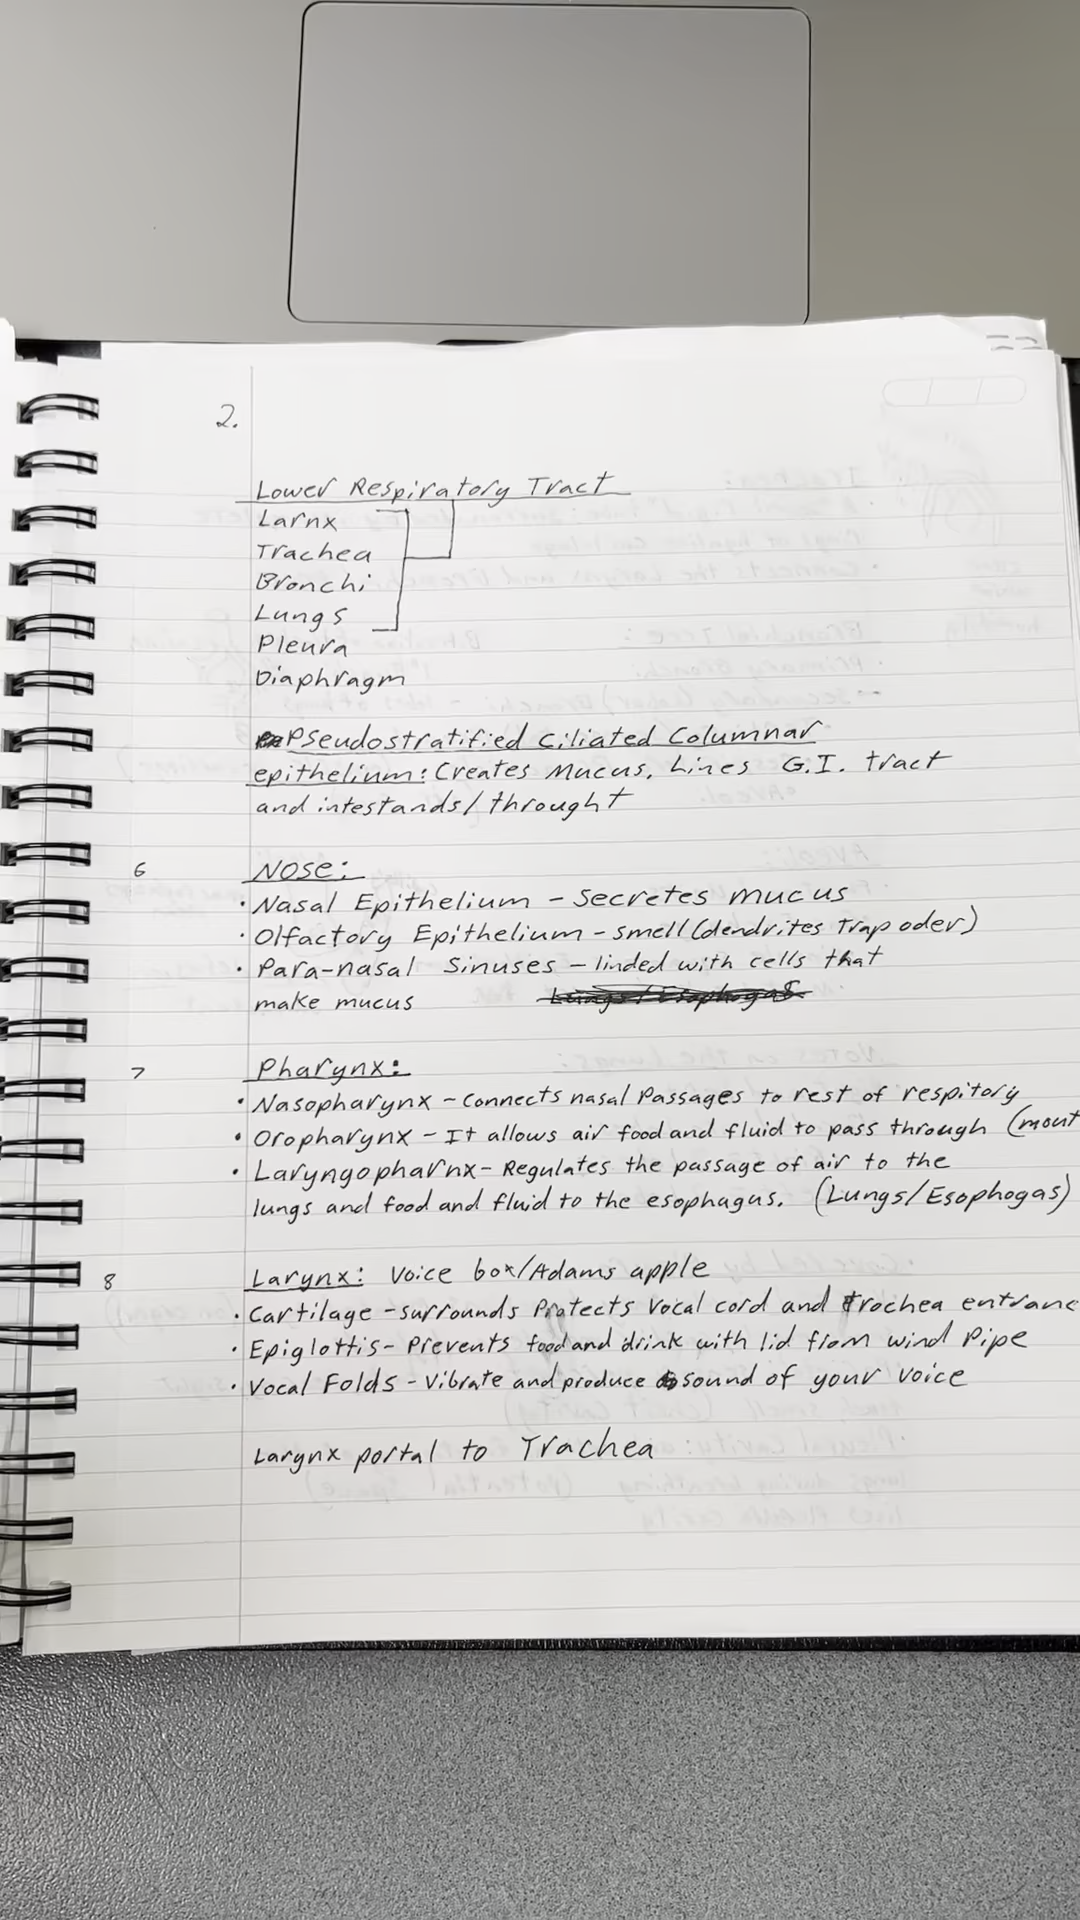 2.
Lower Respiratory Tract
Larnx
Trachea
Bronchi
Lungs
Pleura
Diaphragm
Pseudostratified Ciliated Columnar
epithelium: Creates Mucus, Lines G.I. tract
and intestands/throught
6 Nose:
• Nasal Epithelium - Secretes mucus
• Olfactory Epithelium - smell (dendrites Trap oder)
• Para-nasal Sinuses - linded with cells that
make mucus Lungs/Esophogas
7 Pharynx:
• Nasopharynx - Connects nasal Passages to rest of respitory
• Oropharynx - It allows air food and fluid to pass through (mout
• Laryngopharnx - Regulates the passage of air to the
lungs and food and fluid to the esophagus. (Lungs/Esophogas)
8 Larynx: Voice box/Adams apple
• Cartilage - surrounds Protects Vocal cord and trochea entranc
• Epiglottis - Prevents food and drink with lid from wind Pipe
• Vocal Folds - Vibrate and produce sound of your voice
Larynx portal to Trachea